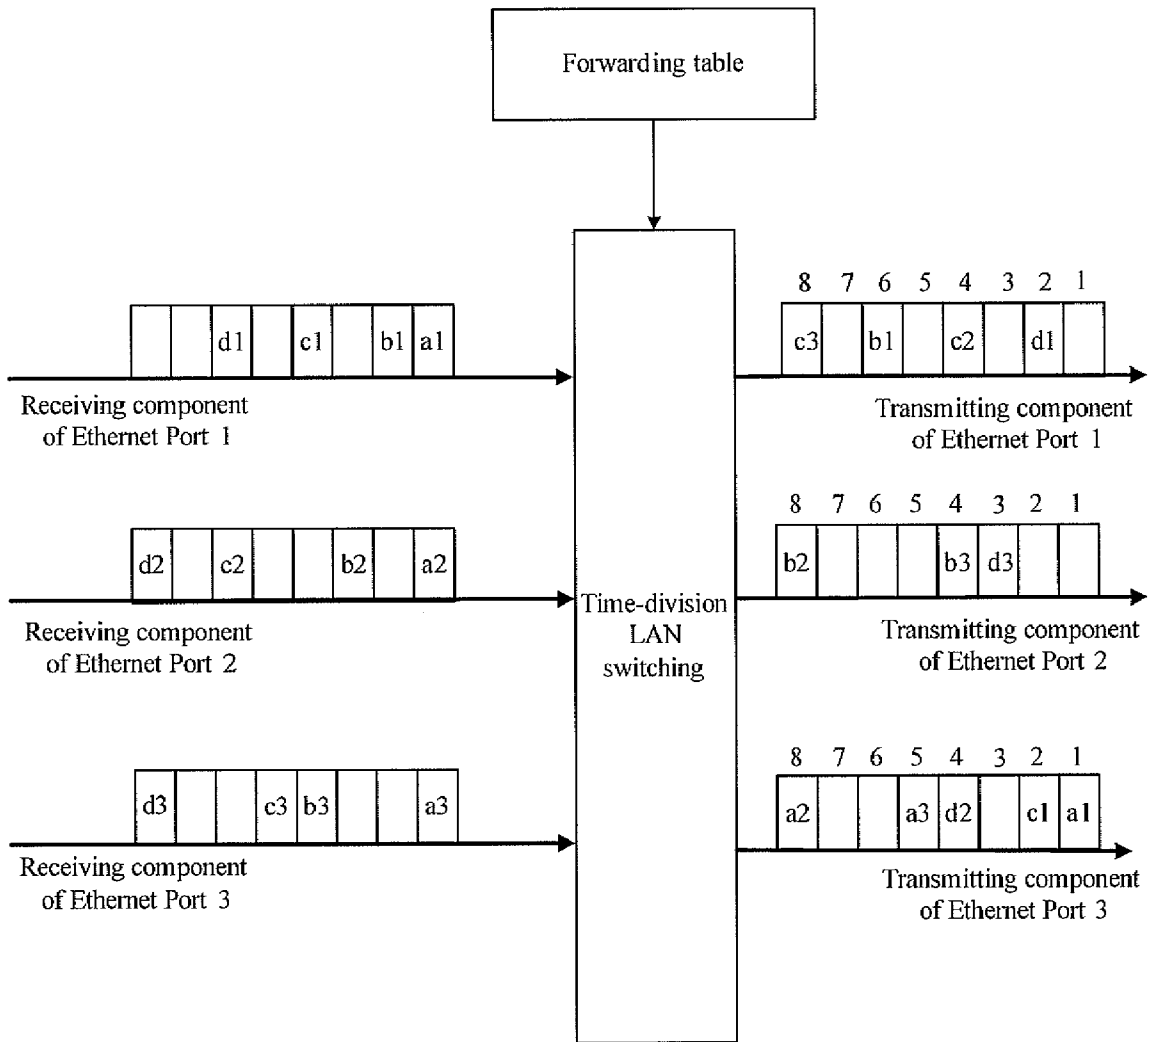 Forwarding table
8 7 6 5 4 3 2 1
d1 c1 b1 a1
c3 b1 c2 d1
Receiving component
of Ethernet Port 1
Transmitting component
of Ethernet Port 1
8 7 6 5 4 3 2 1
d2 c2 b2 a2
b2 b3 d3
Time-division
LAN
switching
Receiving component
of Ethernet Port 2
Transmitting component
of Ethernet Port 2
8 7 6 5 4 3 2 1
d3 c3 b3 a3
a2 a3 d2 c1 a1
Receiving component
of Ethernet Port 3
Transmitting component
of Ethernet Port 3